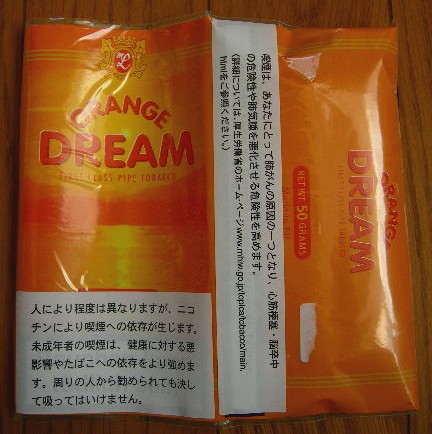 ORANGE
DREAM
FIRST CLASS PIPE TOBACCO
人により程度は異なりますが、ニコ
チンにより喫煙への依存が生じます。
未成年者の喫煙は、健康に対する悪
影響やたばこへの依存をより強めま
す。周りの人から勧められても決し
て吸ってはいけません。
喫煙は、あなたにとって肺がんの原因の一つとなり、心筋梗塞・脳卒中
の危険性や肺気腫を悪化させる危険性を高めます。
(詳細については、厚生労働省のホーム・ページ www.mhlw.go.jp/topics/tobacco/main.
htmlをご参照ください。)
ORANGE
DREAM
FIRST CLASS PIPE TOBACCO
NET WT. 50 GRAMS
Made in EU